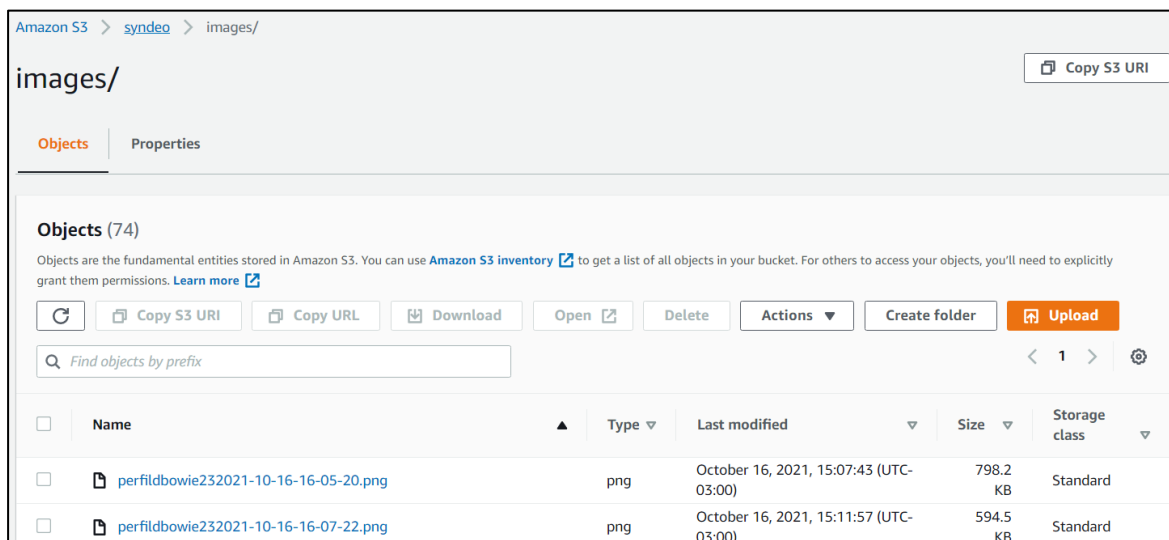 Amazon S3 > syndeo > images/
images/
Copy S3 URI
Objects
Properties
Objects (74)
Objects are the fundamental entities stored in Amazon S3. You can use Amazon S3 inventory to get a list of all objects in your bucket. For others to access your objects, you'll need to explicitly
grant them permissions. Learn more
Copy S3 URI Copy URL Download Open Delete Actions Create folder Upload
Find objects by prefix
< 1 >
Name Type Last modified Size Storage
class
perfildbowie232021-10-16-16-05-20.png png October 16, 2021, 15:07:43 (UTC- 798.2 Standard
03:00) KB
perfildbowie232021-10-16-16-07-22.png png October 16, 2021, 15:11:57 (UTC- 594.5 Standard
03:00) KB